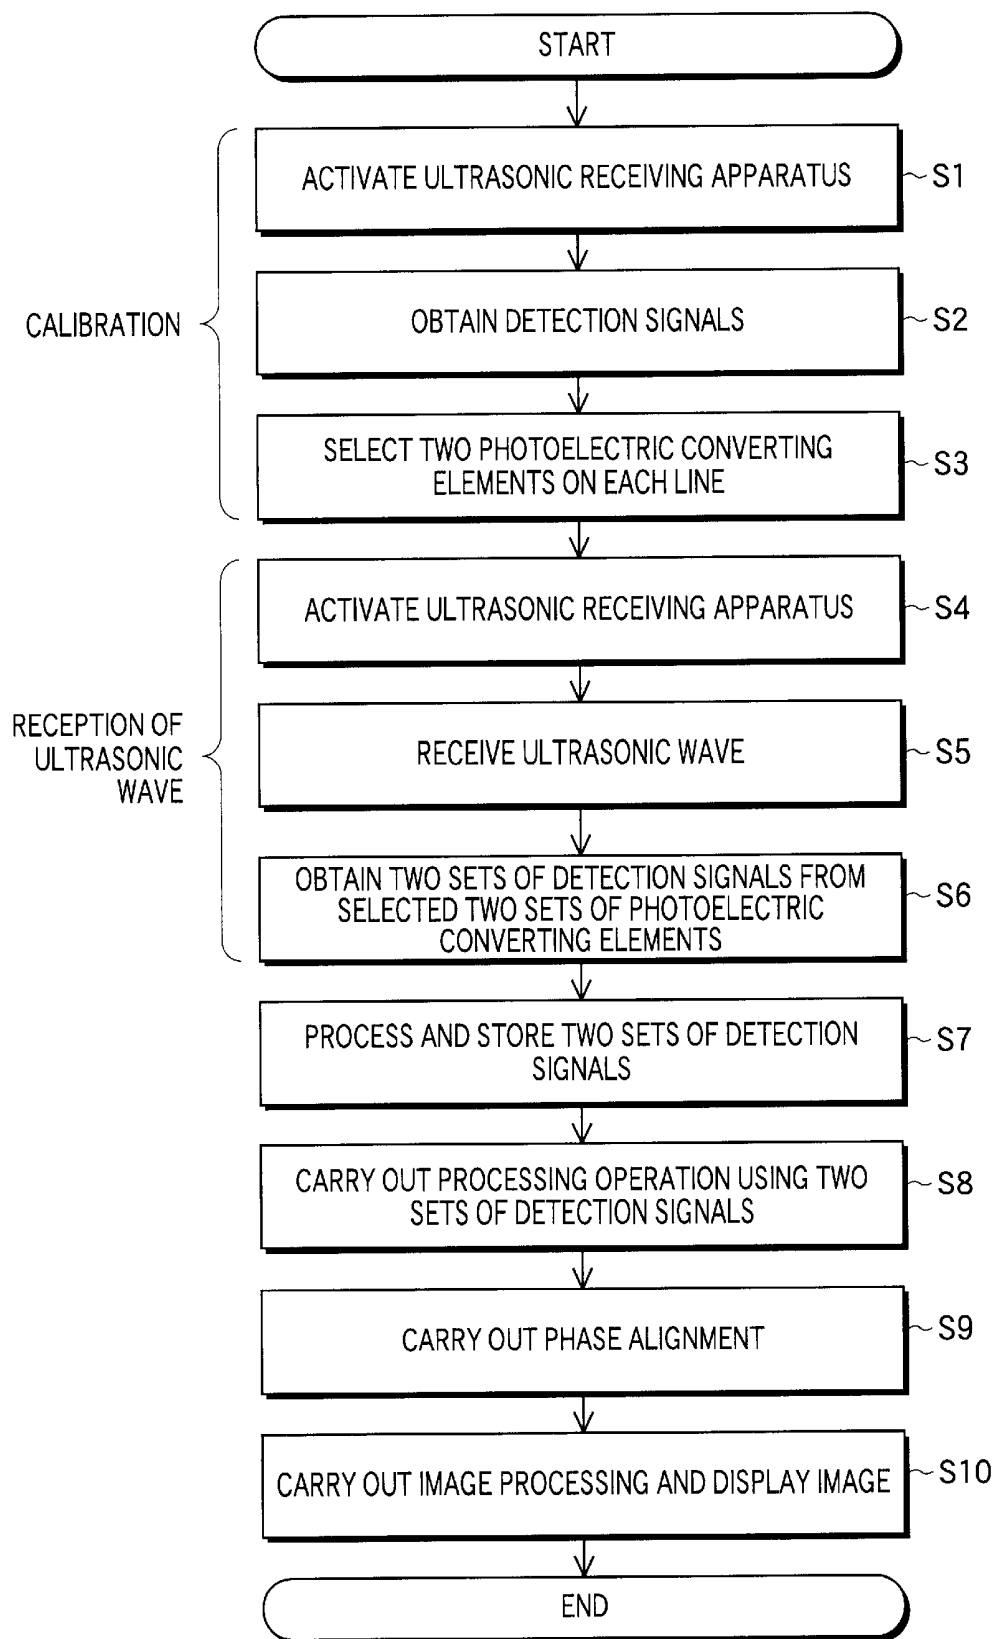 START
ACTIVATE ULTRASONIC RECEIVING APPARATUS
S1
OBTAIN DETECTION SIGNALS
S2
CALIBRATION
SELECT TWO PHOTOELECTRIC CONVERTING
ELEMENTS ON EACH LINE
S3
ACTIVATE ULTRASONIC RECEIVING APPARATUS
S4
RECEPTION OF
ULTRASONIC
WAVE
RECEIVE ULTRASONIC WAVE
S5
OBTAIN TWO SETS OF DETECTION SIGNALS FROM
SELECTED TWO SETS OF PHOTOELECTRIC
CONVERTING ELEMENTS
S6
PROCESS AND STORE TWO SETS OF DETECTION
SIGNALS
S7
CARRY OUT PROCESSING OPERATION USING TWO
SETS OF DETECTION SIGNALS
S8
CARRY OUT PHASE ALIGNMENT
S9
CARRY OUT IMAGE PROCESSING AND DISPLAY IMAGE
S10
END